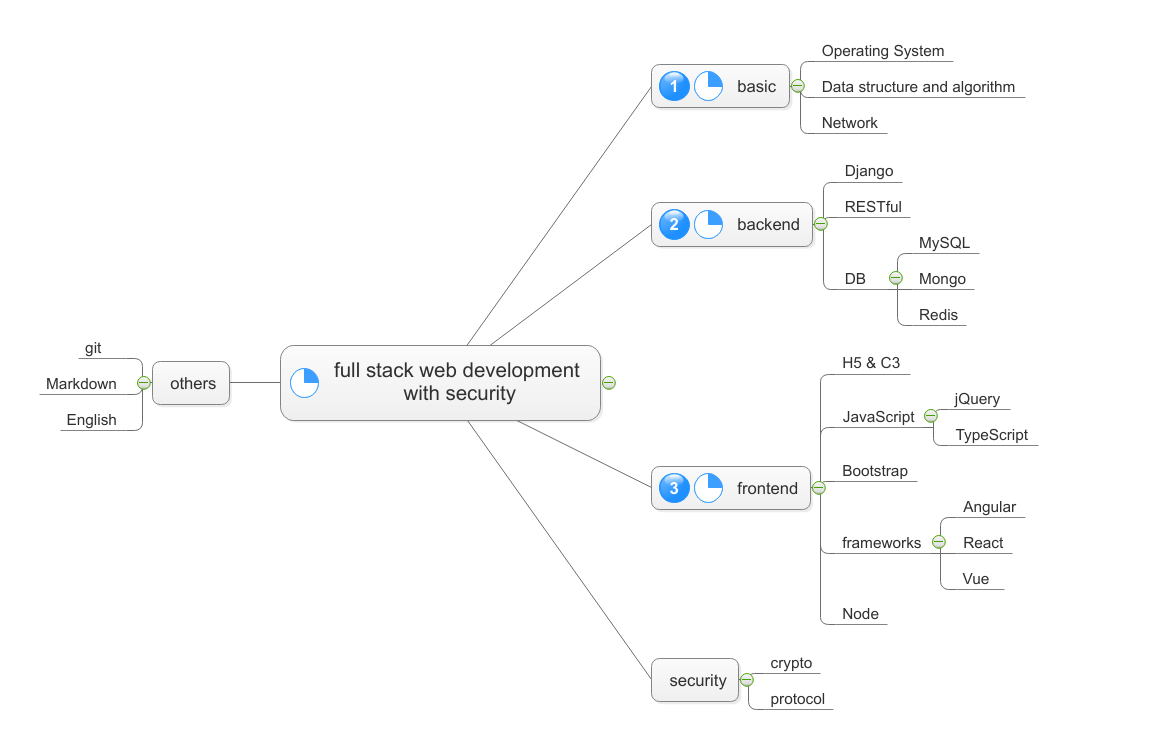 full stack web development
with security
1
basic
Operating System
Data structure and algorithm
Network
2
backend
Django
RESTful
DB
MySQL
Mongo
Redis
3
frontend
H5 & C3
JavaScript
jQuery
TypeScript
Bootstrap
frameworks
Angular
React
Vue
Node
security
crypto
protocol
others
git
Markdown
English